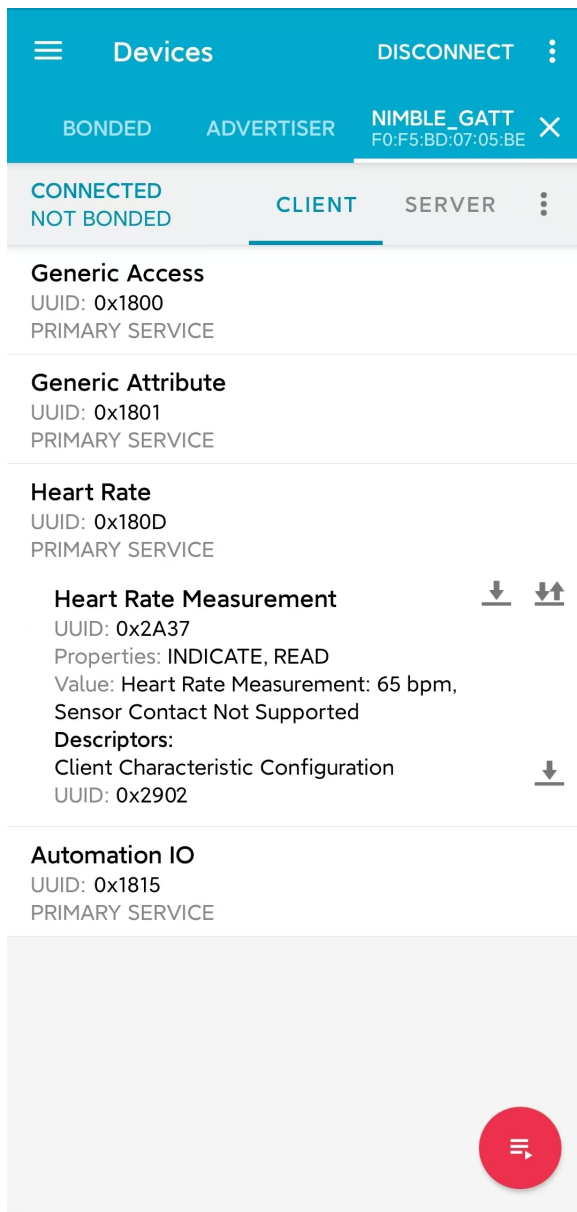 Devices
DISCONNECT
BONDED
ADVERTISER
NIMBLE_GATT
F0:F5:BD:07:05:BE
CONNECTED
NOT BONDED
CLIENT
SERVER
Generic Access
UUID: 0x1800
PRIMARY SERVICE
Generic Attribute
UUID: 0x1801
PRIMARY SERVICE
Heart Rate
UUID: 0x180D
PRIMARY SERVICE
Heart Rate Measurement
UUID: 0x2A37
Properties: INDICATE, READ
Value: Heart Rate Measurement: 65 bpm,
Sensor Contact Not Supported
Descriptors:
Client Characteristic Configuration
UUID: 0x2902
Automation IO
UUID: 0x1815
PRIMARY SERVICE